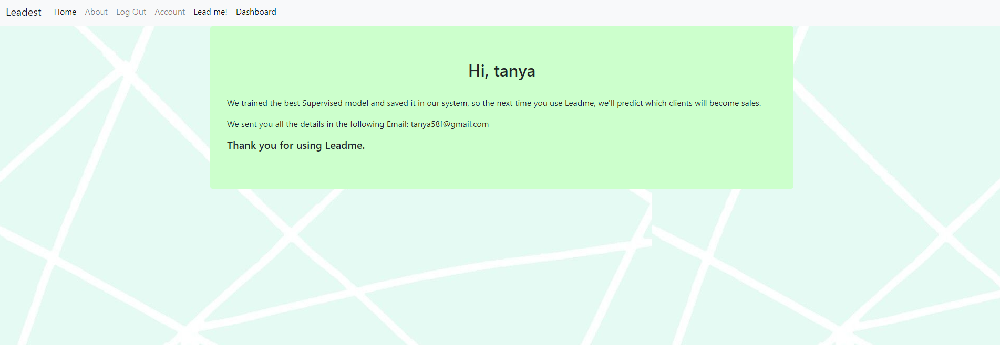 Leadest Home About Log Out Account Lead me! Dashboard
Hi, tanya
We trained the best Supervised model and saved it in our system, so the next time you use Leadme, we'll predict which clients will become sales.
We sent you all the details in the following Email: tanya58f@gmail.com
Thank you for using Leadme.